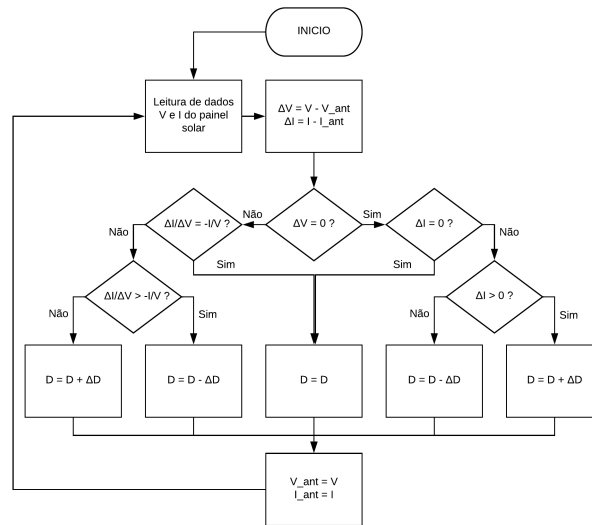 INICIO
Leitura de dados
V e I do painel
solar
ΔV = V - V_ant
ΔI = I - I_ant
ΔI/ΔV = -I/V ?
Não
ΔV = 0 ?
Sim
ΔI = 0 ?
Não
Sim
Sim
Não
ΔI/ΔV > -I/V ?
ΔI > 0 ?
Não
Sim
Não
Sim
D = D + ΔD
D = D - ΔD
D = D
D = D - ΔD
D = D + ΔD
V_ant = V
I_ant = I